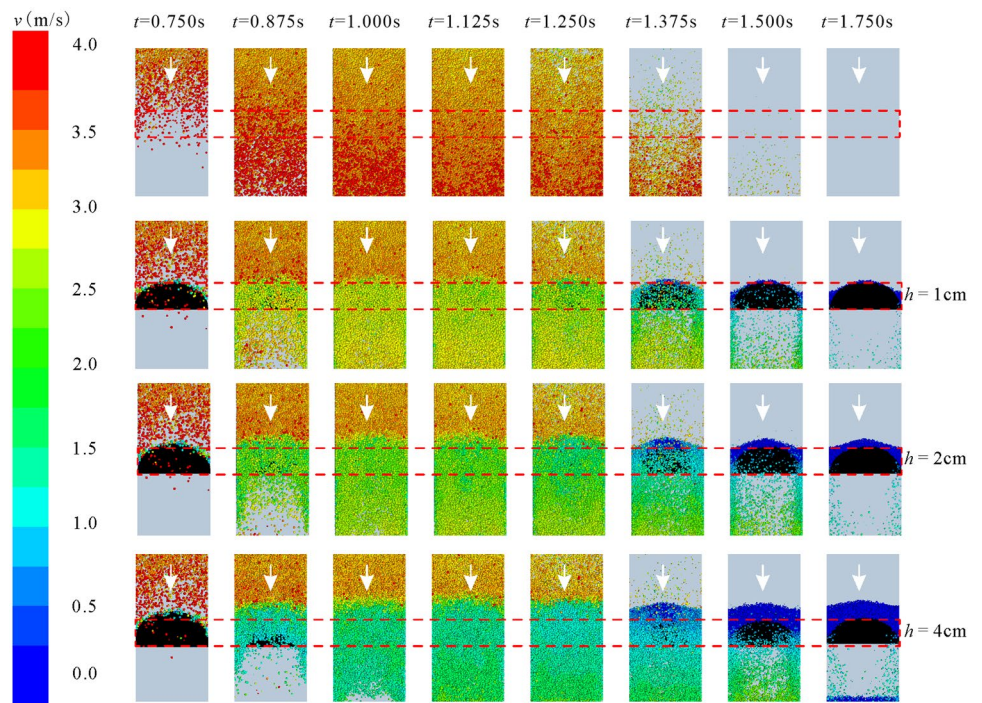 v (m/s)
t=0.750s t=0.875s t=1.000s t=1.125s t=1.250s t=1.375s t=1.500s t=1.750s
4.0
3.5
3.0
2.5
h = 1cm
2.0
1.5
h = 2cm
1.0
0.5
h = 4cm
0.0